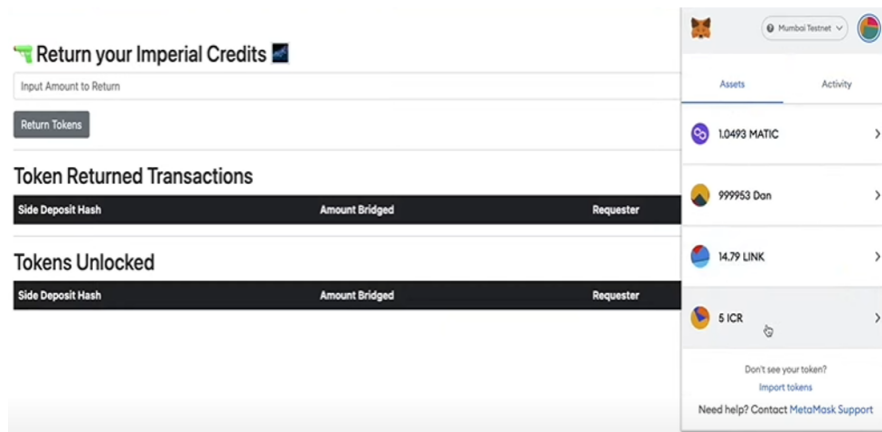 Return your Imperial Credits
Input Amount to Return
Return Tokens
Token Returned Transactions
Side Deposit Hash Amount Bridged Requester
Tokens Unlocked
Side Deposit Hash Amount Bridged Requester
Mumbai Testnet
Assets Activity
1.0493 MATIC
999953 Dan
14.79 LINK
5 ICR
Don't see your token?
Import tokens
Need help? Contact MetaMask Support